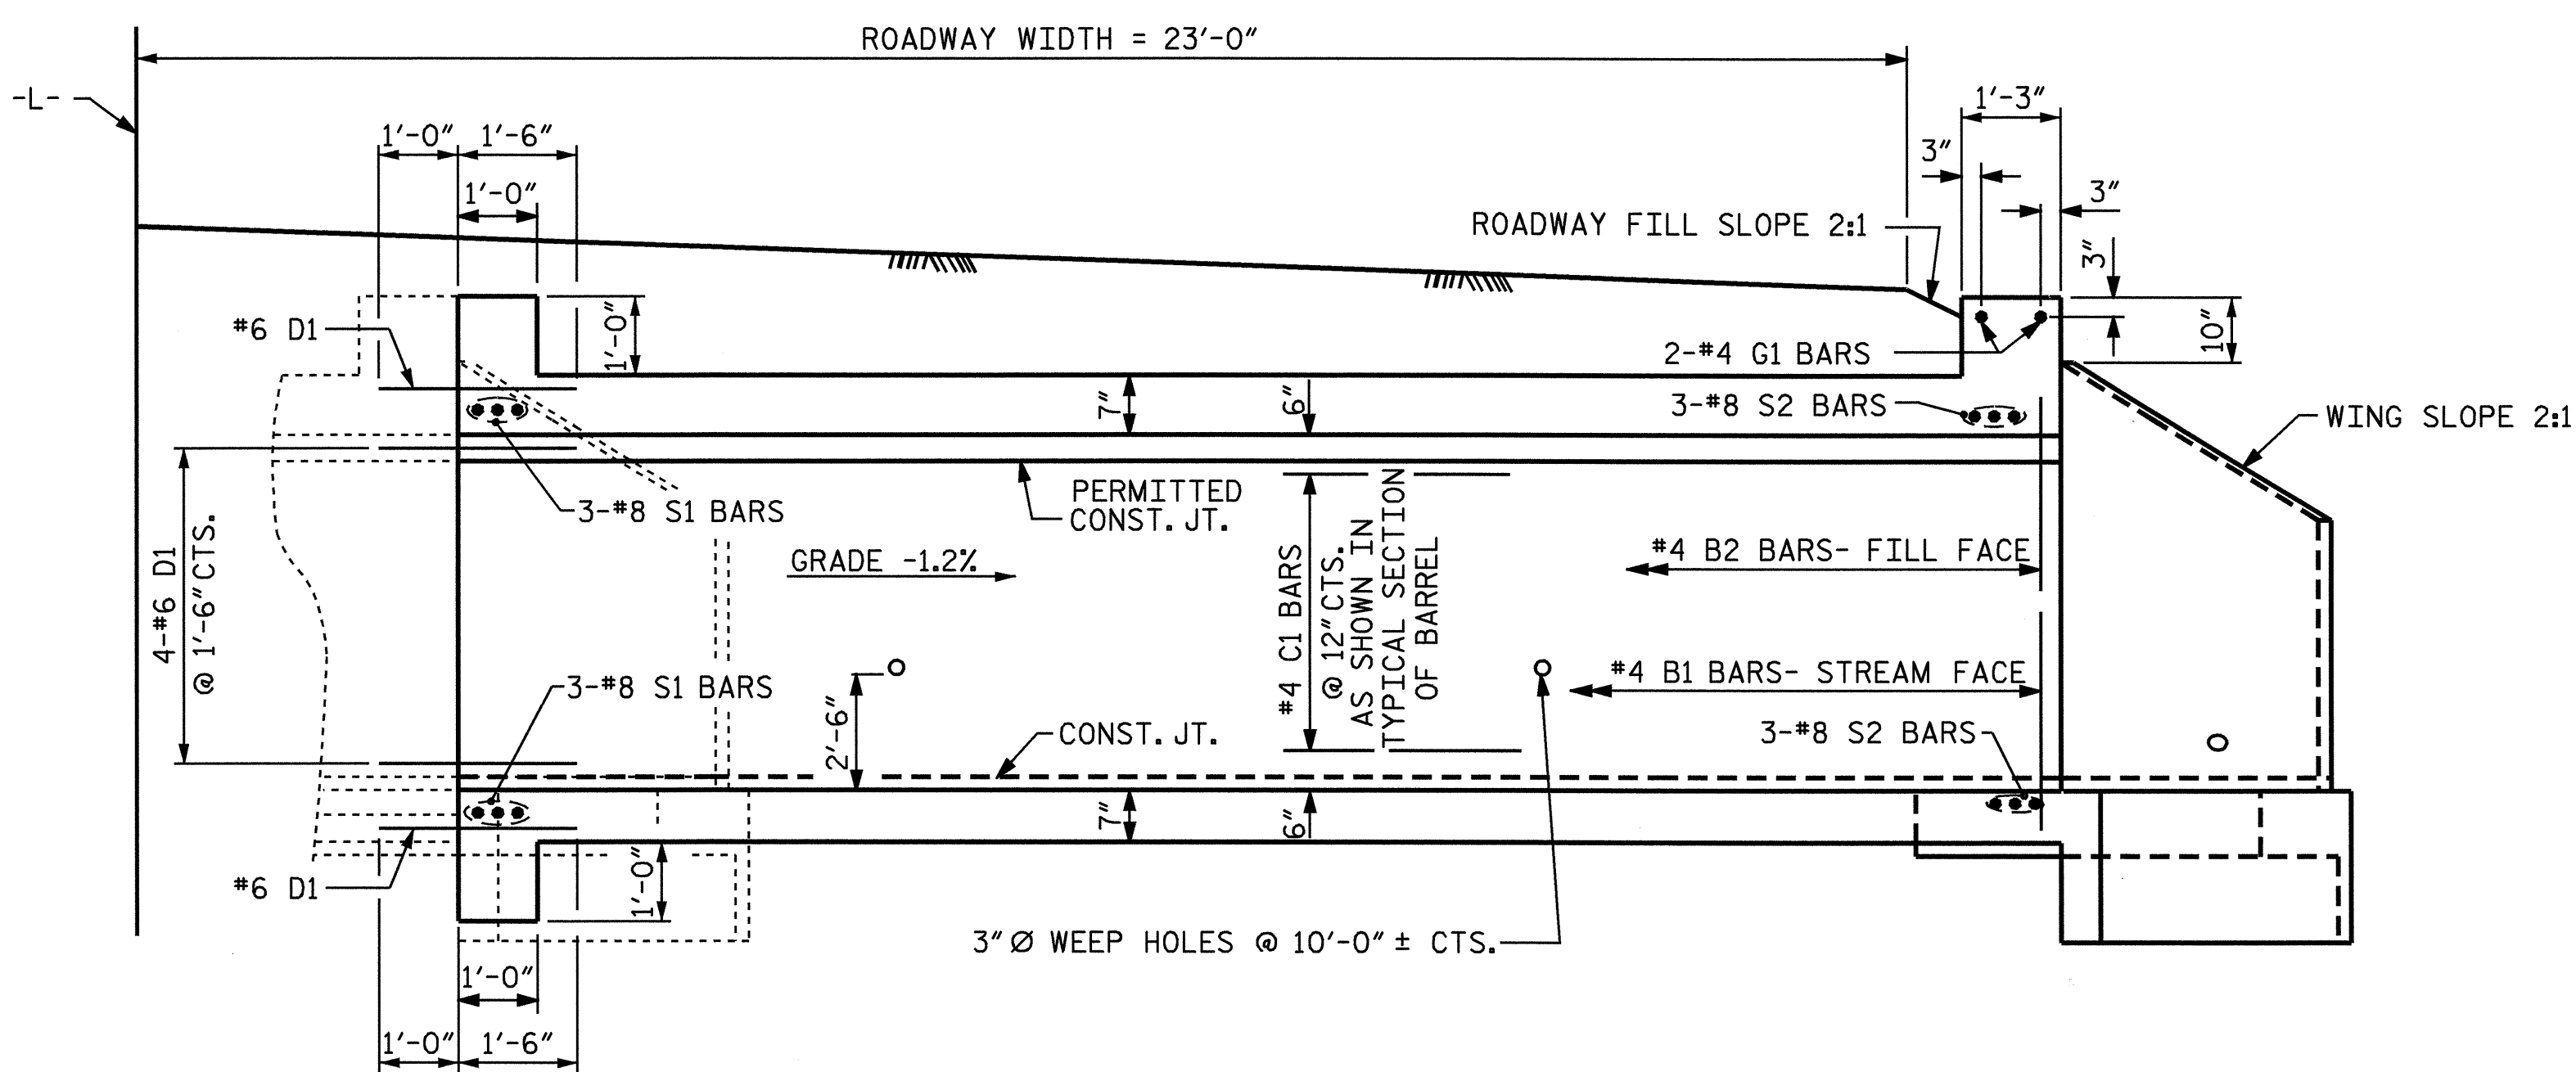 ROADWAY WIDTH = 23'-0"
-L-
1'-3"
1'-0" 1'-6"
3"
1'-0"
3"
ROADWAY FILL SLOPE 2:1
3"
#6 D1
1'-0"
10"
2-#4 G1 BARS
7"
6"
3-#8 S2 BARS
WING SLOPE 2:1
3-#8 S1 BARS
PERMITTED
CONST. JT.
GRADE -1.2%
4-#6 D1
@ 1'-6"CTS.
#4 C1 BARS
@ 12"CTS.
AS SHOWN IN
TYPICAL SECTION
OF BARREL
#4 B2 BARS- FILL FACE
#4 B1 BARS- STREAM FACE
3-#8 S1 BARS
2'-6"
CONST. JT.
3-#8 S2 BARS
7"
6"
#6 D1
1'-0"
3" Ø WEEP HOLES @ 10'-0" ± CTS.
1'-0"
1'-0" 1'-6"